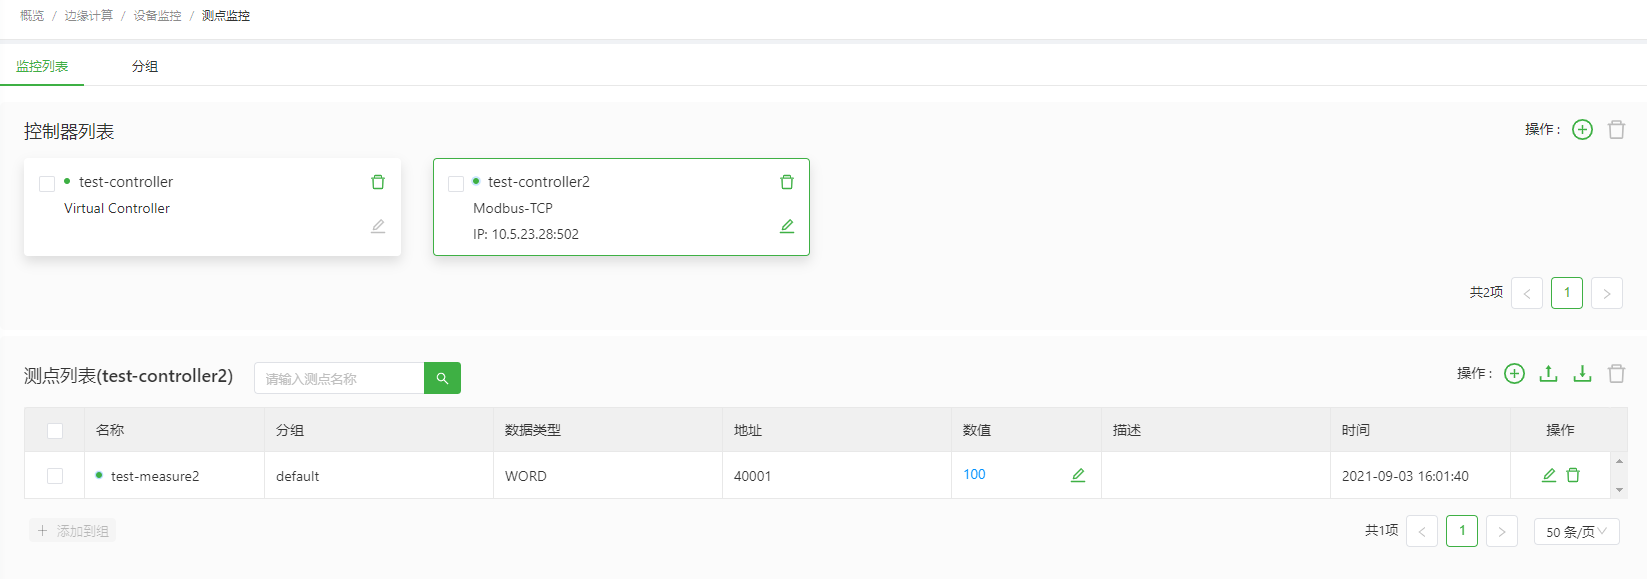 概览 / 边缘计算 / 设备监控 / 测点监控
监控列表 分组
控制器列表 操作：
test-controller
Virtual Controller
test-controller2
Modbus-TCP
IP: 10.5.23.28:502
共2项 < 1 >
测点列表(test-controller2) 请输入测点名称 操作：
名称 分组 数据类型 地址 数值 描述 时间 操作
test-measure2 default WORD 40001 100 2021-09-03 16:01:40
+ 添加到组 共1项 < 1 > 50 条/页